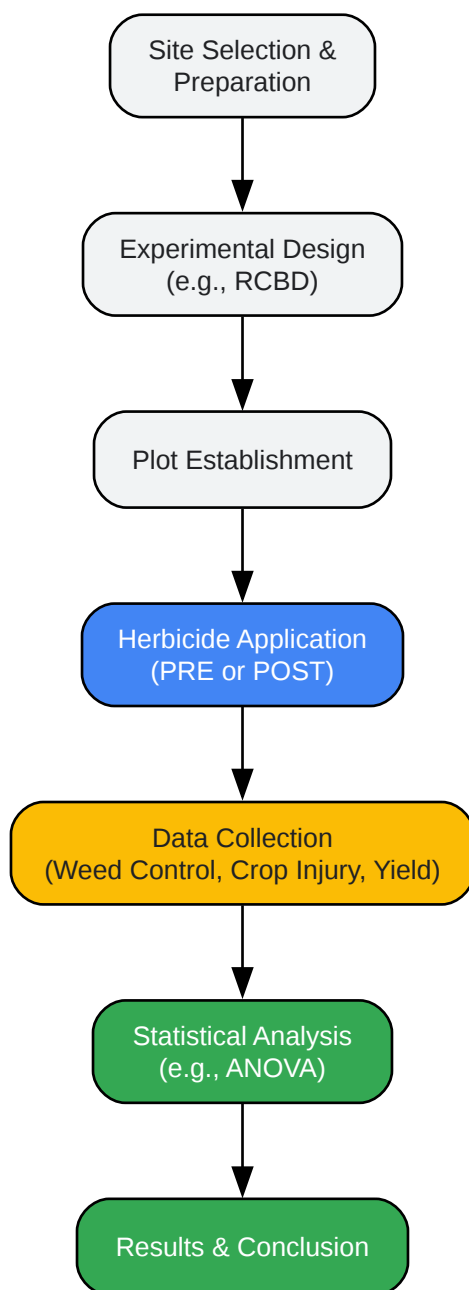 Site Selection &
Preparation
Experimental Design
(e.g., RCBD)
Plot Establishment
Herbicide Application
(PRE or POST)
Data Collection
(Weed Control, Crop Injury, Yield)
Statistical Analysis
(e.g., ANOVA)
Results & Conclusion